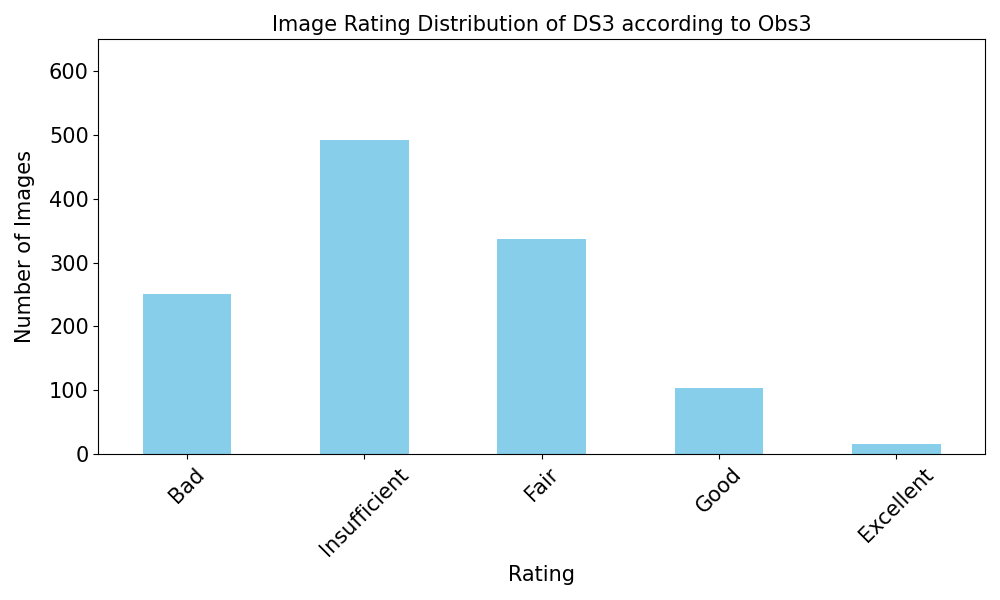 Image Rating Distribution of DS3 according to Obs3
Number of Images
600
500
400
300
200
100
0
Bad
Insufficient
Fair
Good
Excellent
Rating